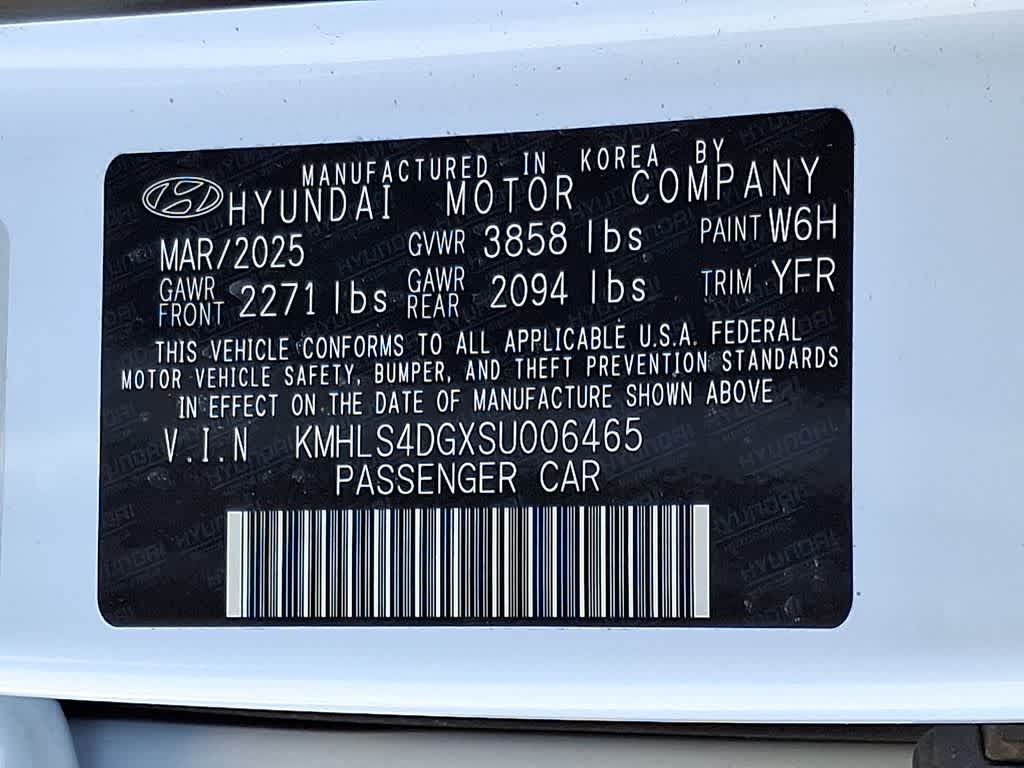 MANUFACTURED IN KOREA BY
HYUNDAI MOTOR COMPANY
MAR/2025 GVWR 3858 lbs PAINT W6H
GAWR FRONT 2271 lbs GAWR REAR 2094 lbs TRIM YFR
THIS VEHICLE CONFORMS TO ALL APPLICABLE U.S.A. FEDERAL
MOTOR VEHICLE SAFETY, BUMPER, AND THEFT PREVENTION STANDARDS
IN EFFECT ON THE DATE OF MANUFACTURE SHOWN ABOVE
V.I.N KMHLS4DGXSU006465
PASSENGER CAR